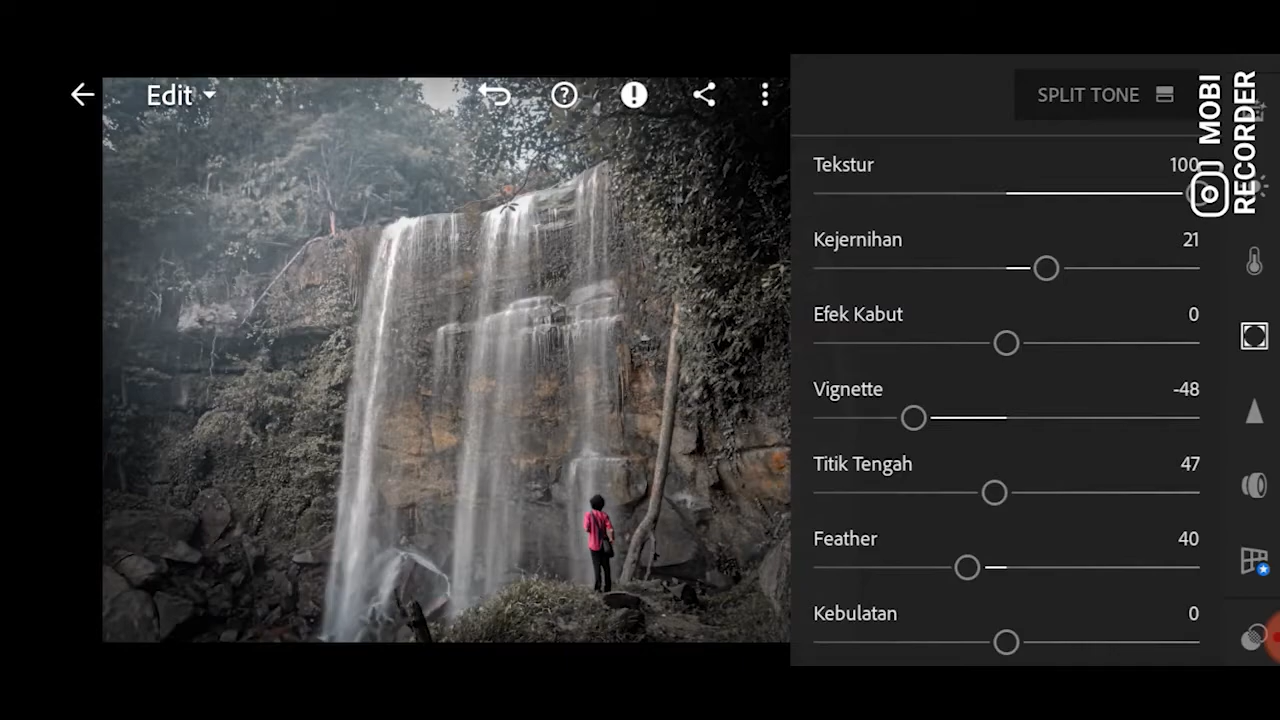 Edit
SPLIT TONE
MOBI
RECORDER
Tekstur 100
Kejernihan 21
Efek Kabut 0
Vignette -48
Titik Tengah 47
Feather 40
Kebulatan 0